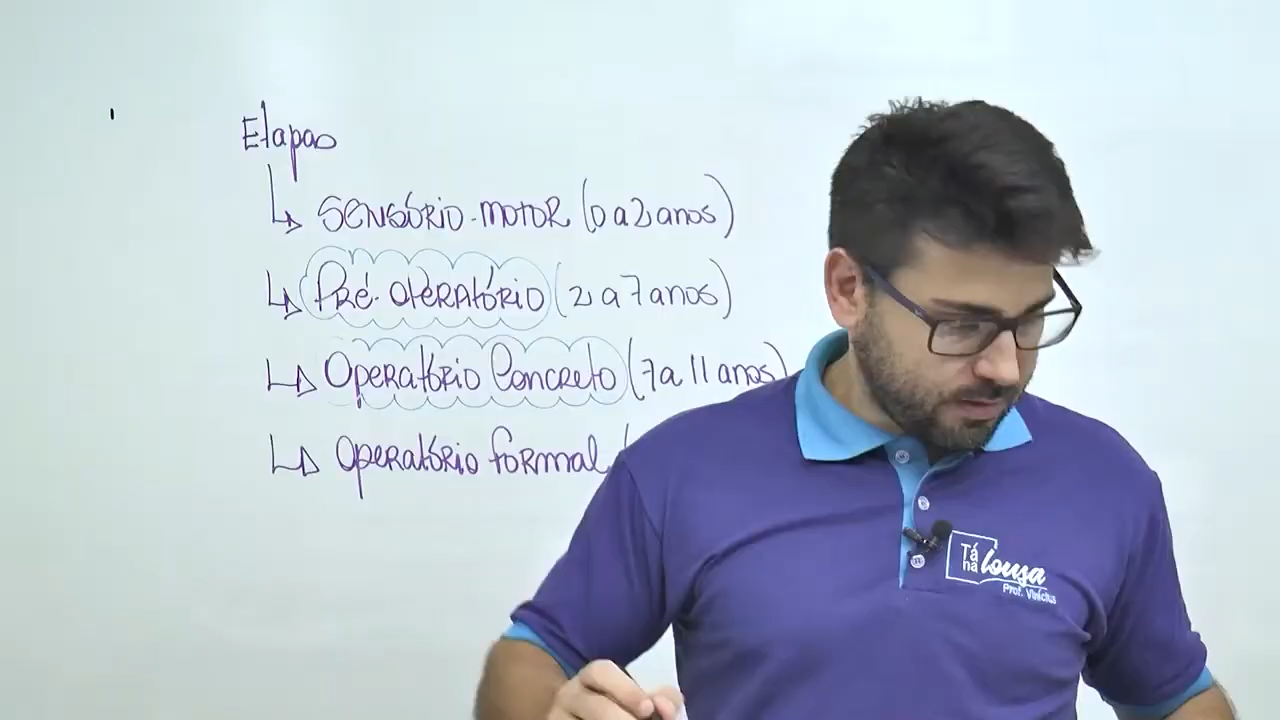 Etapas
↳ SENSÓRIO-MOTOR (0 a 2 anos)
↳ PRÉ-OPERATÓRIO (2 a 7 anos)
↳ Operatório Concreto (7 a 11 anos)
↳ Operatório formal (
Tá na lousa
Prof. Vinícius